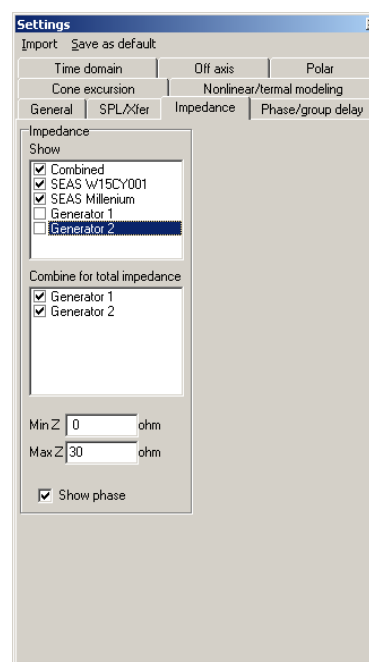 Settings
Import Save as default
Time domain Off axis Polar
Cone excursion Nonlinear/termal modeling
General SPL/Xfer Impedance Phase/group delay
Impedance
Show
Combined
SEAS W15CY001
SEAS Millenium
Generator 1
Generator 2
Combine for total impedance
Generator 1
Generator 2
Min Z 0 ohm
Max Z 30 ohm
Show phase